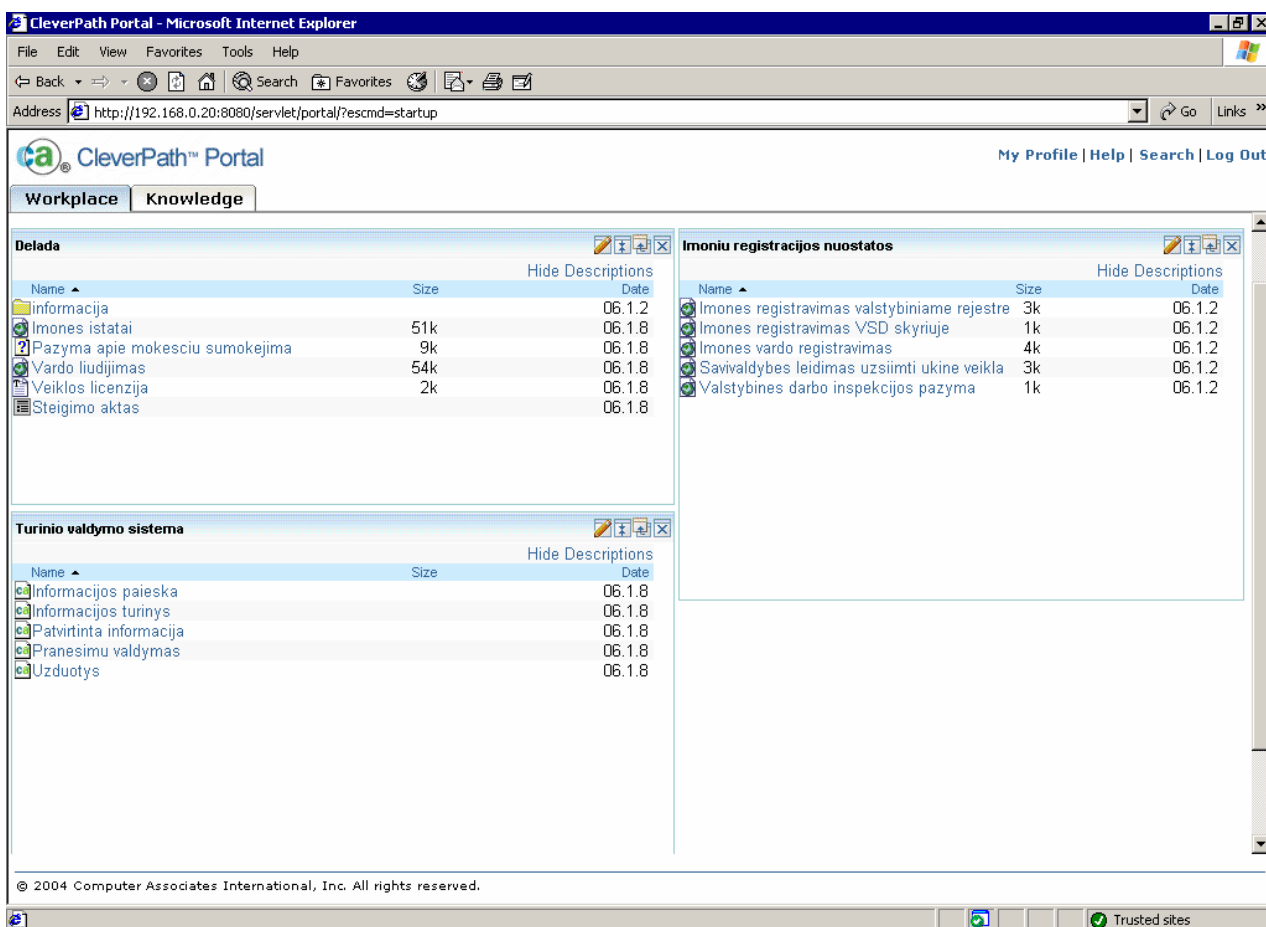 CleverPath Portal - Microsoft Internet Explorer
File Edit View Favorites Tools Help
Back Search Favorites
Address http://192.168.0.20:8080/servlet/portal/?escmd=startup Go Links »
ca® CleverPath™ Portal
My Profile | Help | Search | Log Out
Workplace Knowledge
Delada
Hide Descriptions
Name Size Date
informacija 06.1.2
Imones istatai 51k 06.1.8
Pazyma apie mokesciu sumokejima 9k 06.1.8
Vardo liudijimas 54k 06.1.8
Veiklos licenzija 2k 06.1.8
Steigimo aktas 06.1.8
Imoniu registracijos nuostatos
Hide Descriptions
Name Size Date
Imones registravimas valstybiniame rejestre 3k 06.1.2
Imones registravimas VSD skyriuje 1k 06.1.2
Imones vardo registravimas 4k 06.1.2
Savivaldybes leidimas uzsiimti ukine veikla 3k 06.1.2
Valstybines darbo inspekcijos pazyma 1k 06.1.2
Turinio valdymo sistema
Hide Descriptions
Name Size Date
Informacijos paieska 06.1.8
Informacijos turinys 06.1.8
Patvirtinta informacija 06.1.8
Pranesimu valdymas 06.1.8
Uzduotys 06.1.8
© 2004 Computer Associates International, Inc. All rights reserved.
Trusted sites